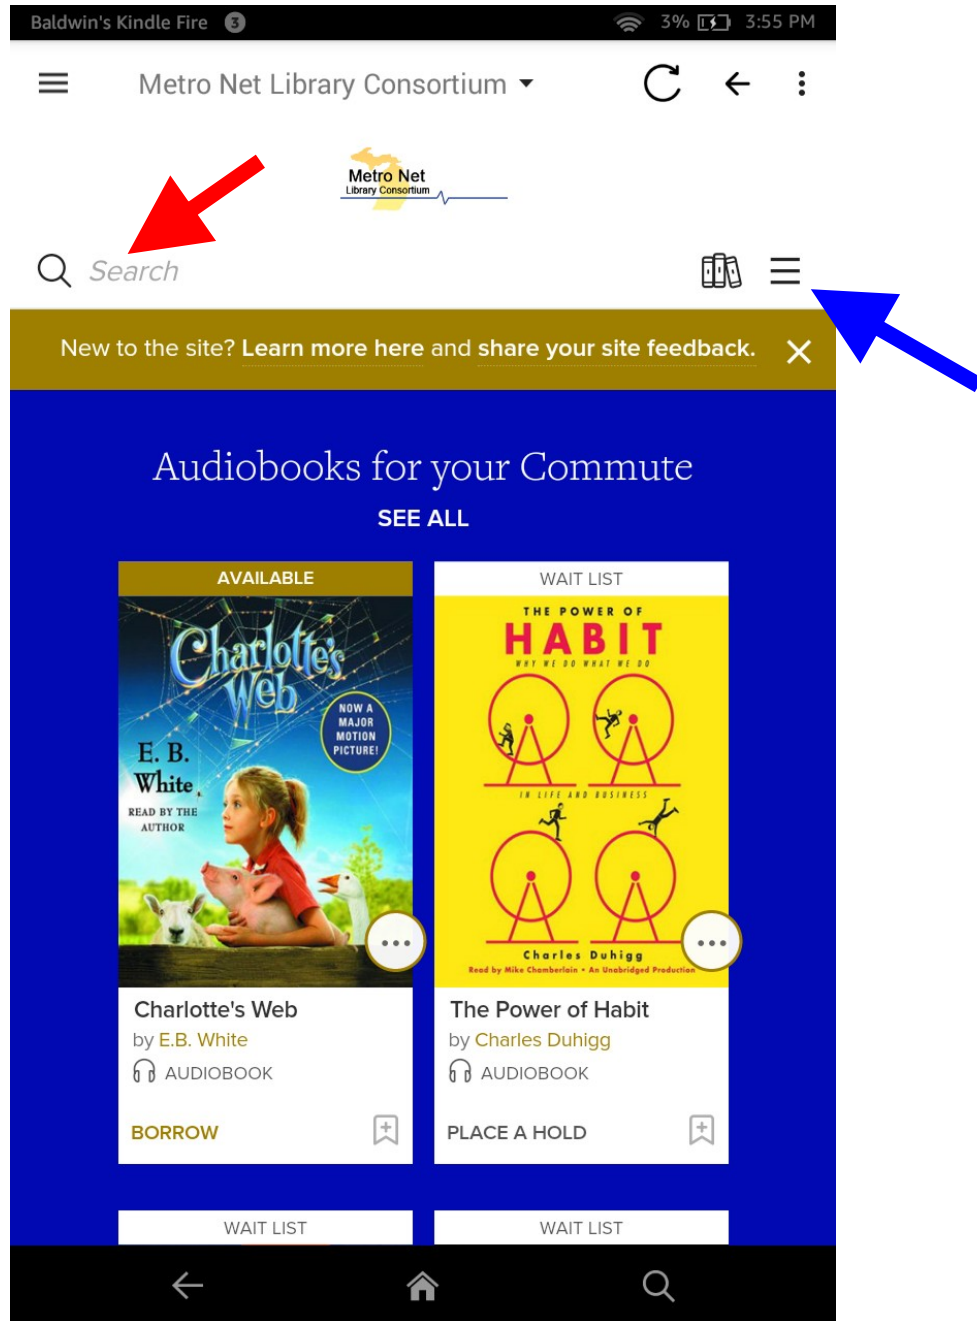 Baldwin's Kindle Fire 3 3% 3:55 PM
Metro Net Library Consortium
Metro Net
Library Consortium
Search
New to the site? Learn more here and share your site feedback.
Audiobooks for your Commute
SEE ALL
AVAILABLE
Charlotte's
Web
NOW A
MAJOR
MOTION
PICTURE!
E. B.
White
READ BY THE
AUTHOR
Charlotte's Web
by E.B. White
AUDIOBOOK
BORROW
WAIT LIST
THE POWER OF
HABIT
WHY WE DO WHAT WE DO
IN LIFE AND BUSINESS
Charles Duhigg
Read by Mike Chamberlain • An Unabridged Production
The Power of Habit
by Charles Duhigg
AUDIOBOOK
PLACE A HOLD
WAIT LIST
WAIT LIST